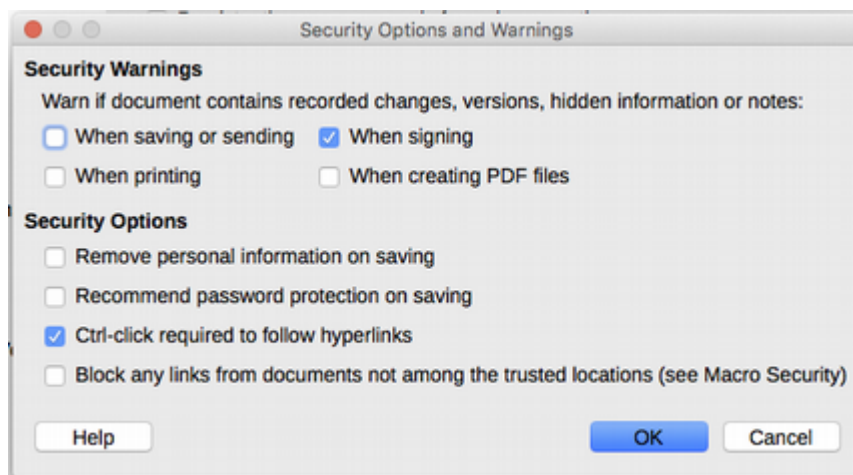 Security Options and Warnings
Security Warnings
Warn if document contains recorded changes, versions, hidden information or notes:
When saving or sending When signing
When printing When creating PDF files
Security Options
Remove personal information on saving
Recommend password protection on saving
Ctrl-click required to follow hyperlinks
Block any links from documents not among the trusted locations (see Macro Security)
Help OK Cancel